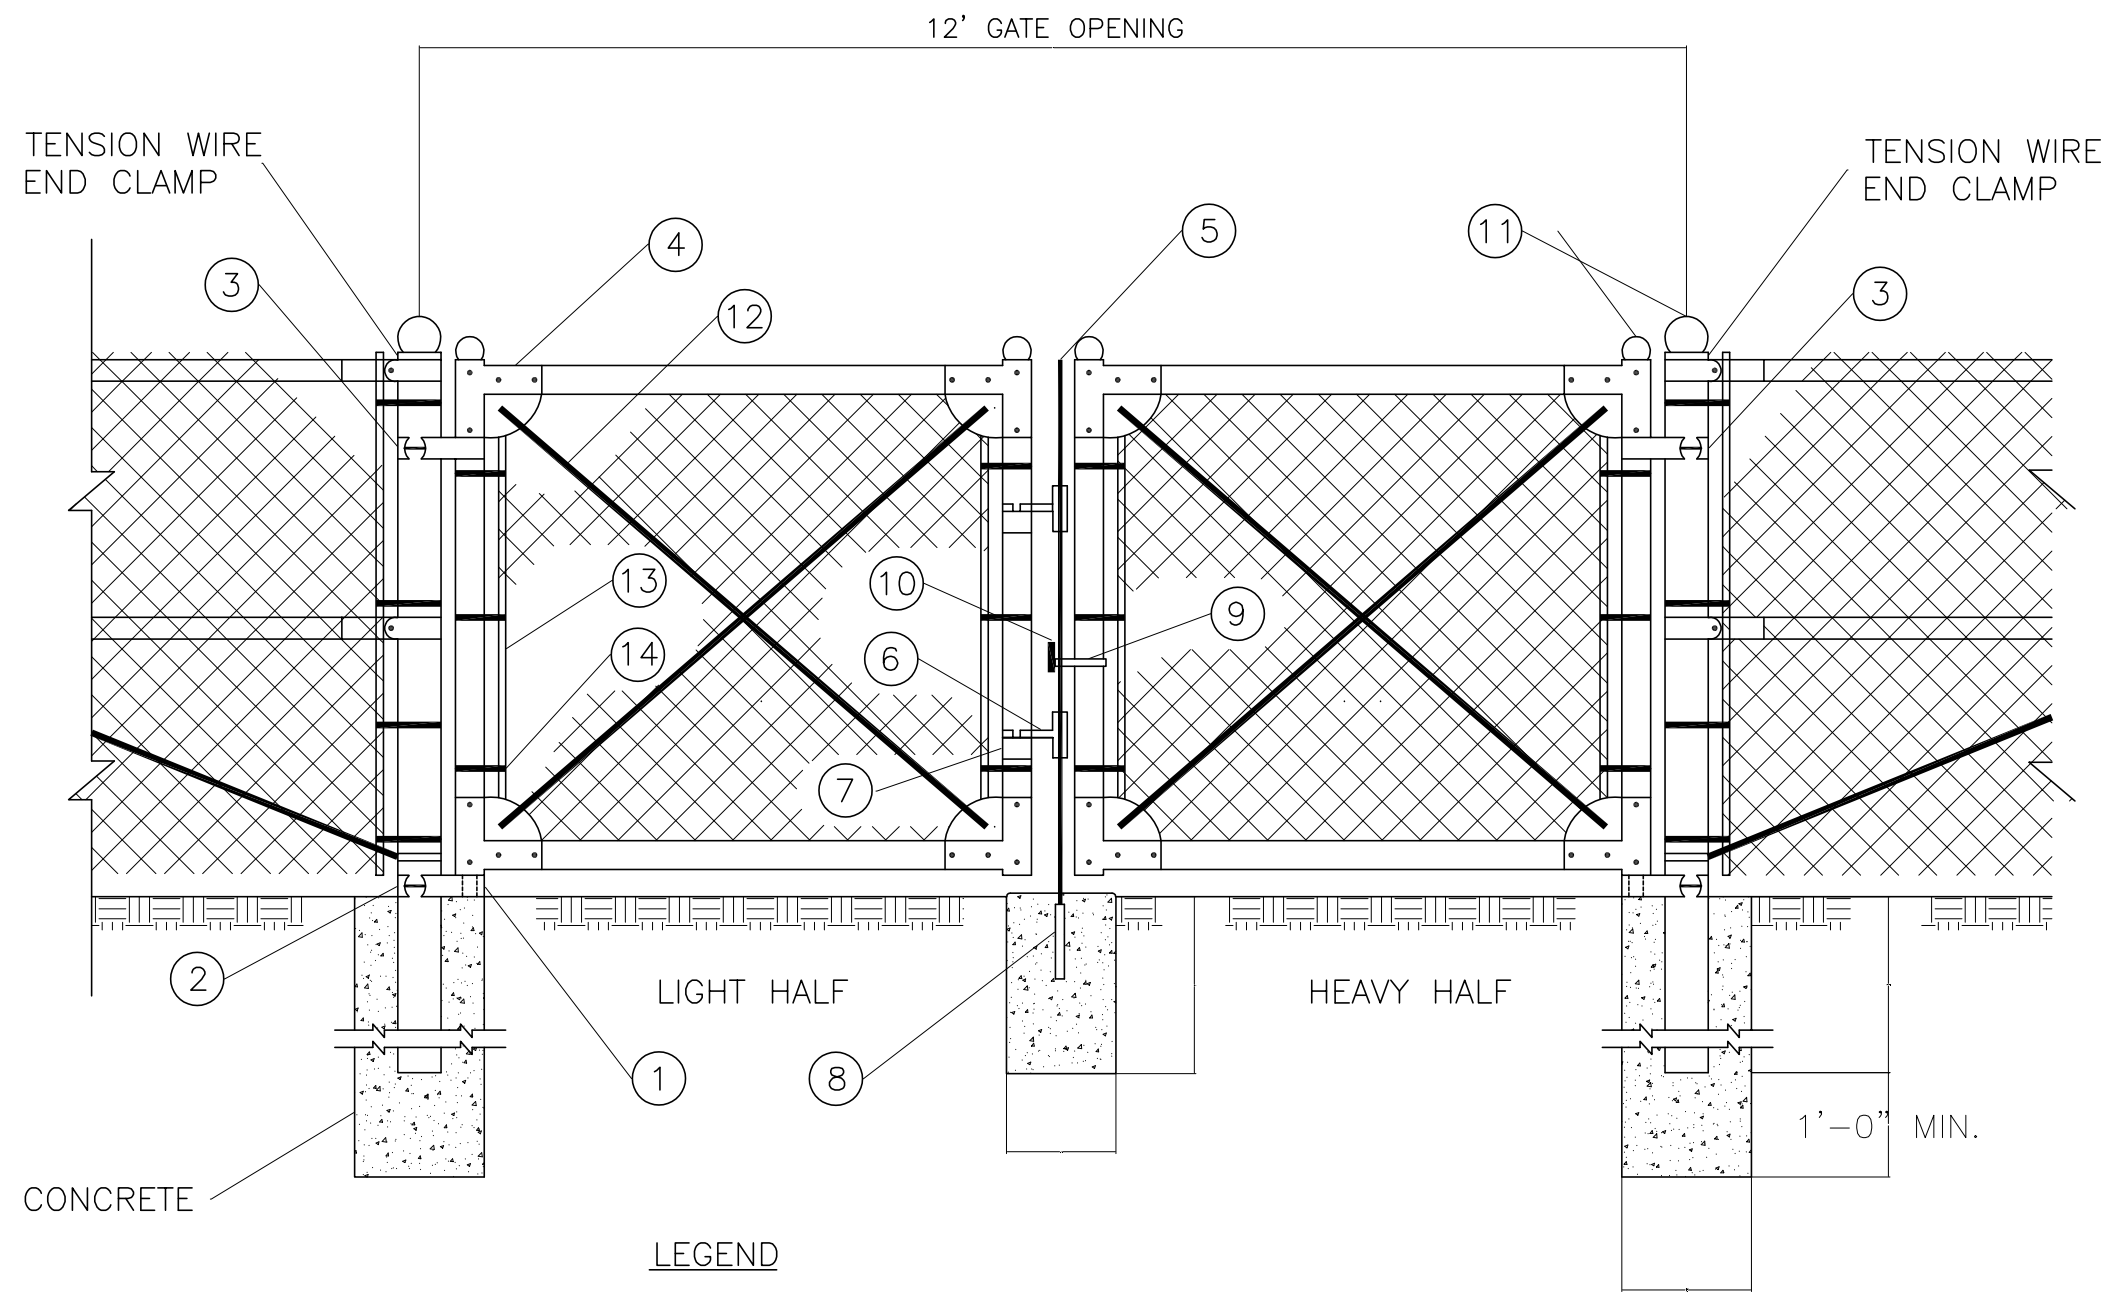 12' GATE OPENING
TENSION WIRE
END CLAMP
TENSION WIRE
END CLAMP
4
5
11
3
12
3
13
10
9
14
6
7
2
LIGHT HALF
HEAVY HALF
1
8
1'-0" MIN.
CONCRETE
LEGEND